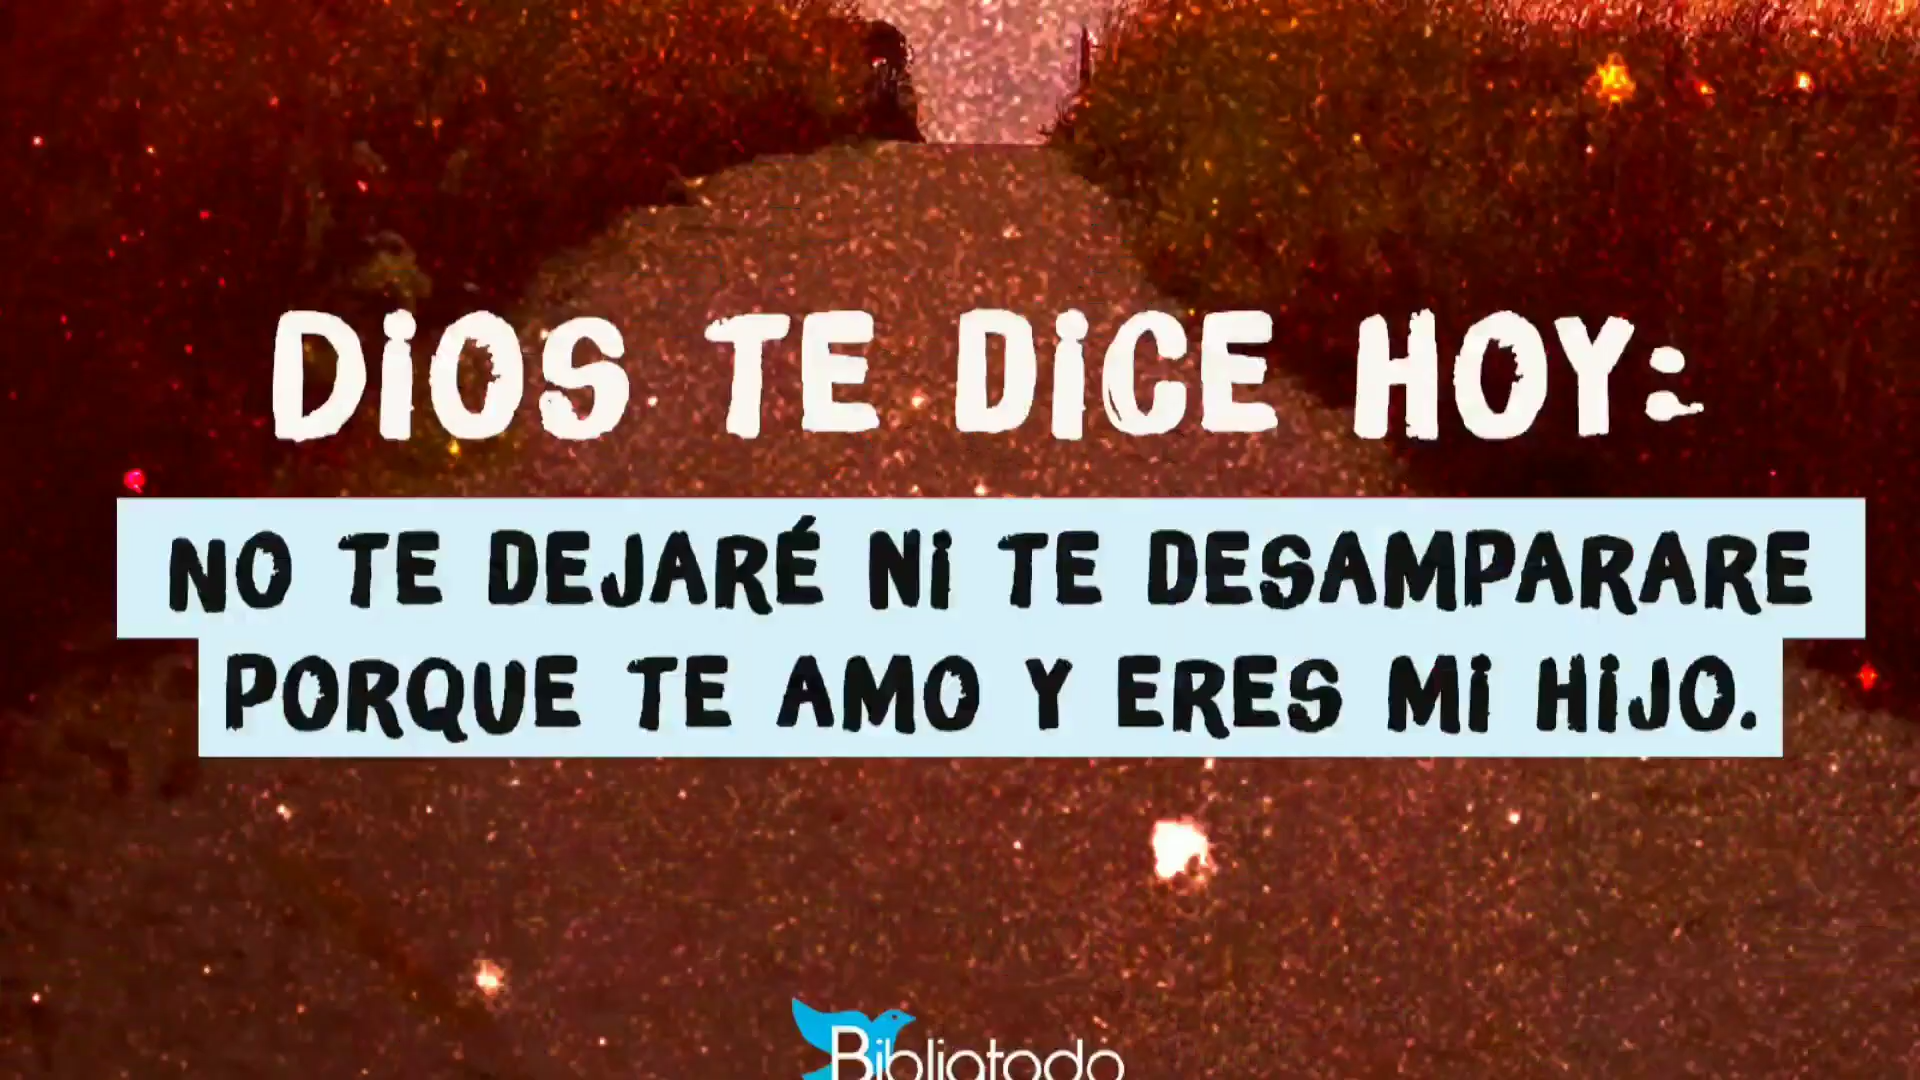 DiOS TE DiCE HOY:
NO TE DEJARÉ Ni TE DESAMPARARE
PORQUE TE AMO Y ERES Mi HiJO.
Bibliatodo